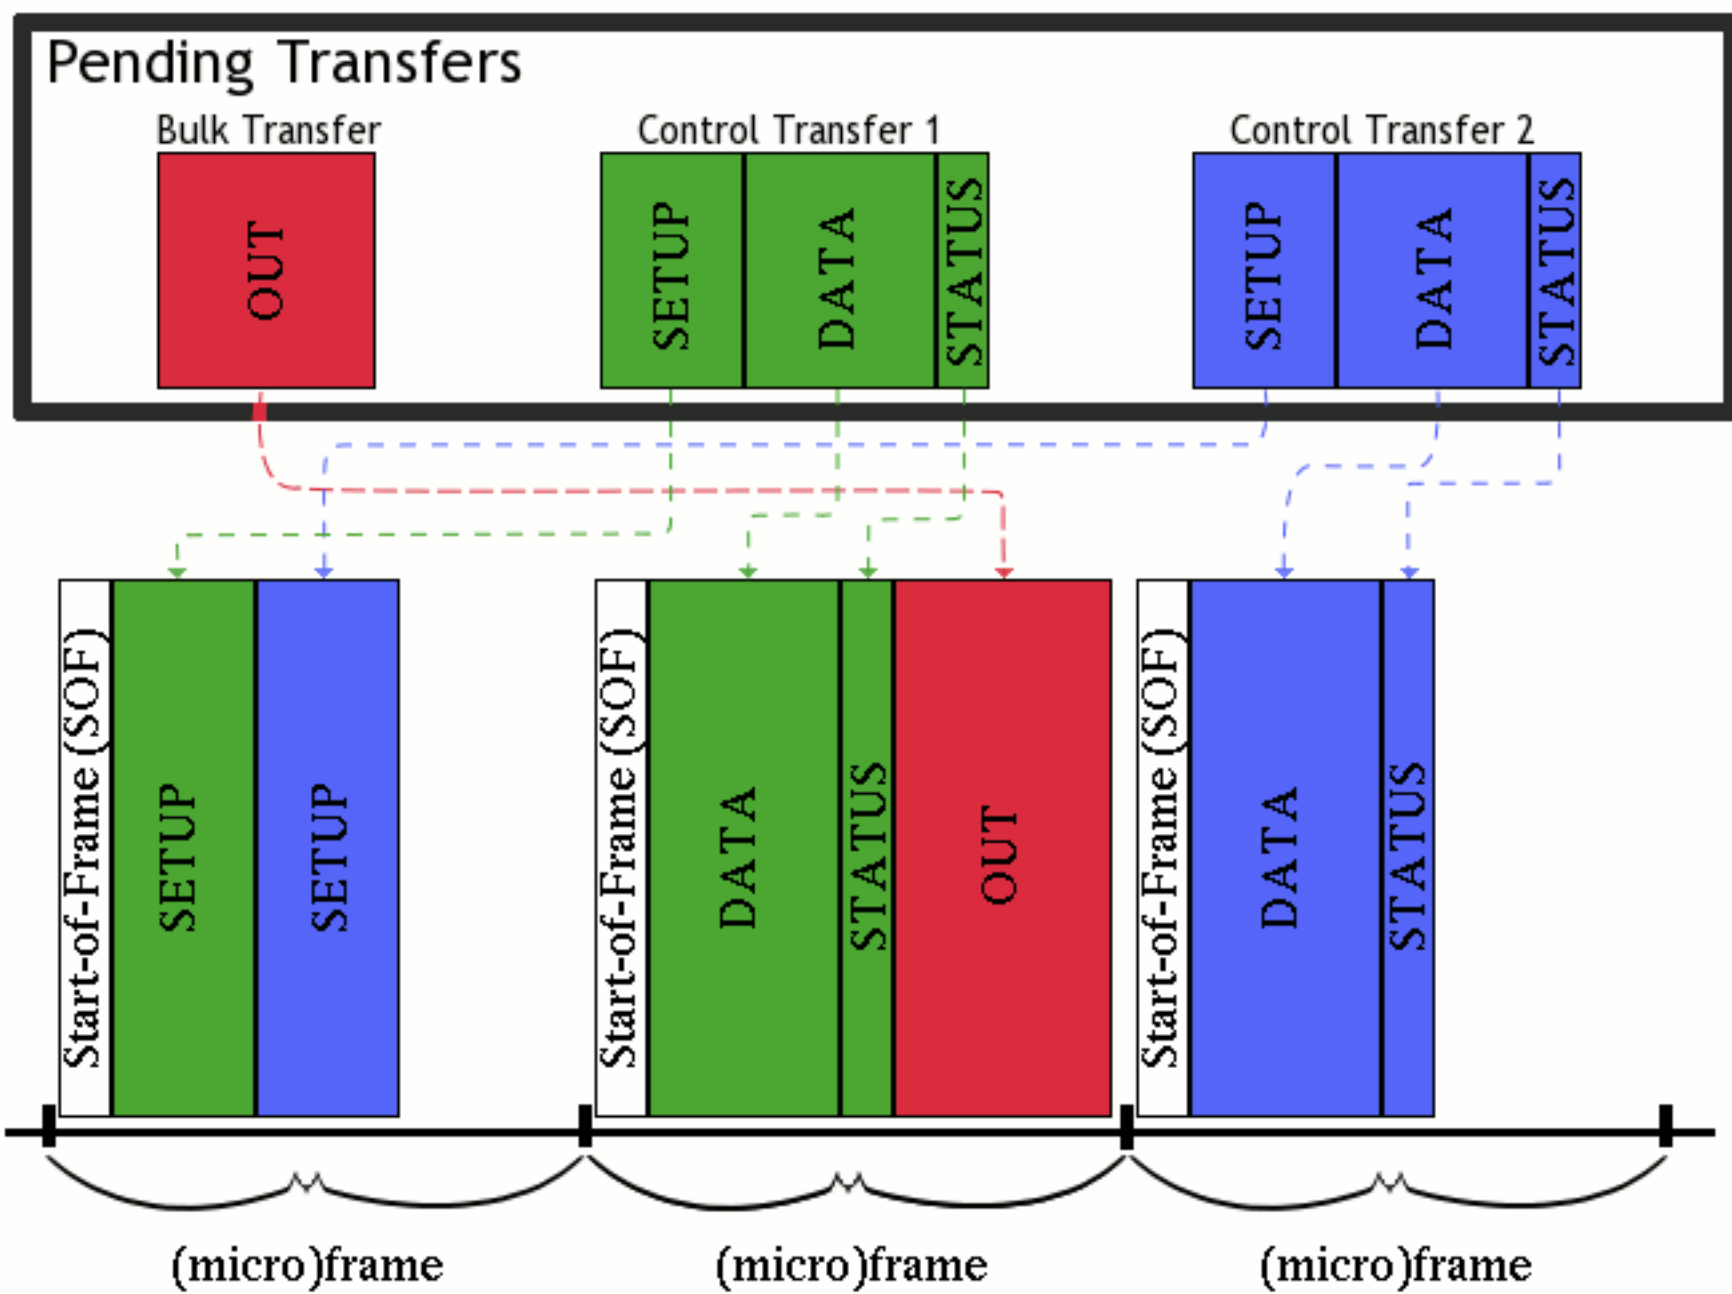 Pending Transfers
Bulk Transfer
Control Transfer 1
Control Transfer 2
OUT
SETUP
DATA
STATUS
SETUP
DATA
STATUS
Start-of-Frame (SOF)
SETUP
SETUP
Start-of-Frame (SOF)
DATA
STATUS
OUT
Start-of-Frame (SOF)
DATA
STATUS
(micro)frame
(micro)frame
(micro)frame